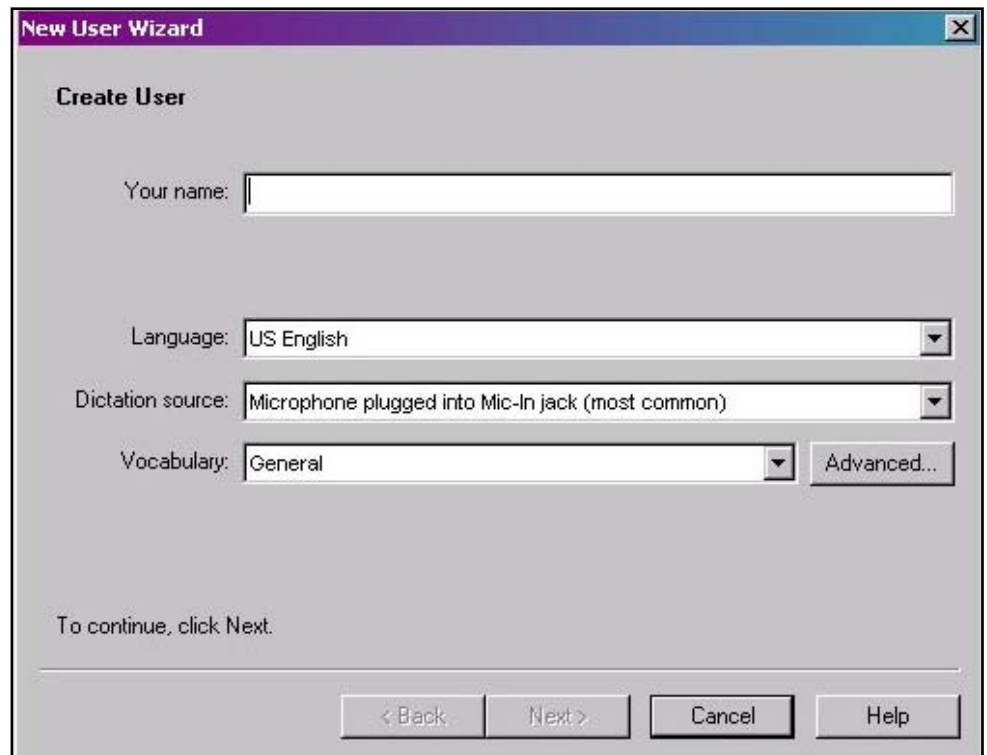 New User Wizard
Create User
Your name:
Language: US English
Dictation source: Microphone plugged into Mic-In jack (most common)
Vocabulary: General Advanced...
To continue, click Next.
< Back Next > Cancel Help